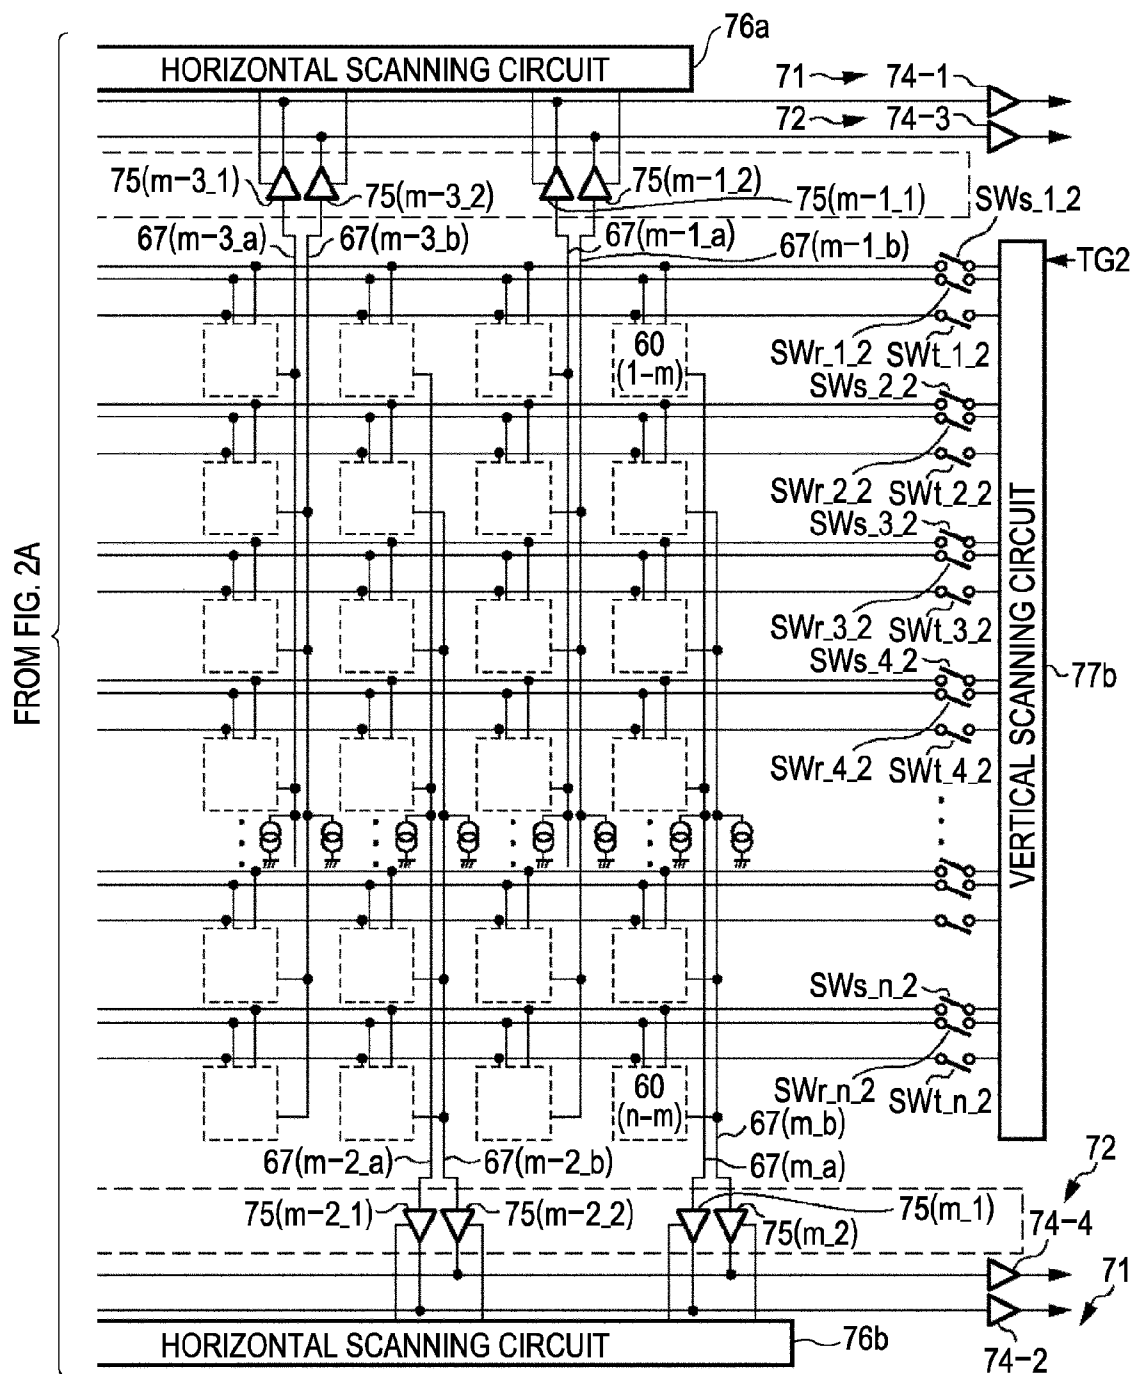 76a
HORIZONTAL SCANNING CIRCUIT
71 74-1
72 74-3
75(m-3_1)
75(m-3_2)
75(m-1_2)
75(m-1_1)
SWs_1_2
67(m-3_a)
67(m-3_b)
67(m-1_a)
67(m-1_b)
TG2
60
(1-m)
SWr_1_2
SWt_1_2
SWs_2_2
SWr_2_2
SWt_2_2
SWs_3_2
SWr_3_2
SWt_3_2
SWs_4_2
SWr_4_2
SWt_4_2
FROM FIG. 2A
VERTICAL SCANNING CIRCUIT
77b
SWs_n_2
SWr_n_2
SWt_n_2
60
(n-m)
67(m_b)
67(m-2_a)
67(m-2_b)
67(m_a)
72
75(m-2_1)
75(m-2_2)
75(m_1)
75(m_2)
74-4
71
HORIZONTAL SCANNING CIRCUIT
76b
74-2